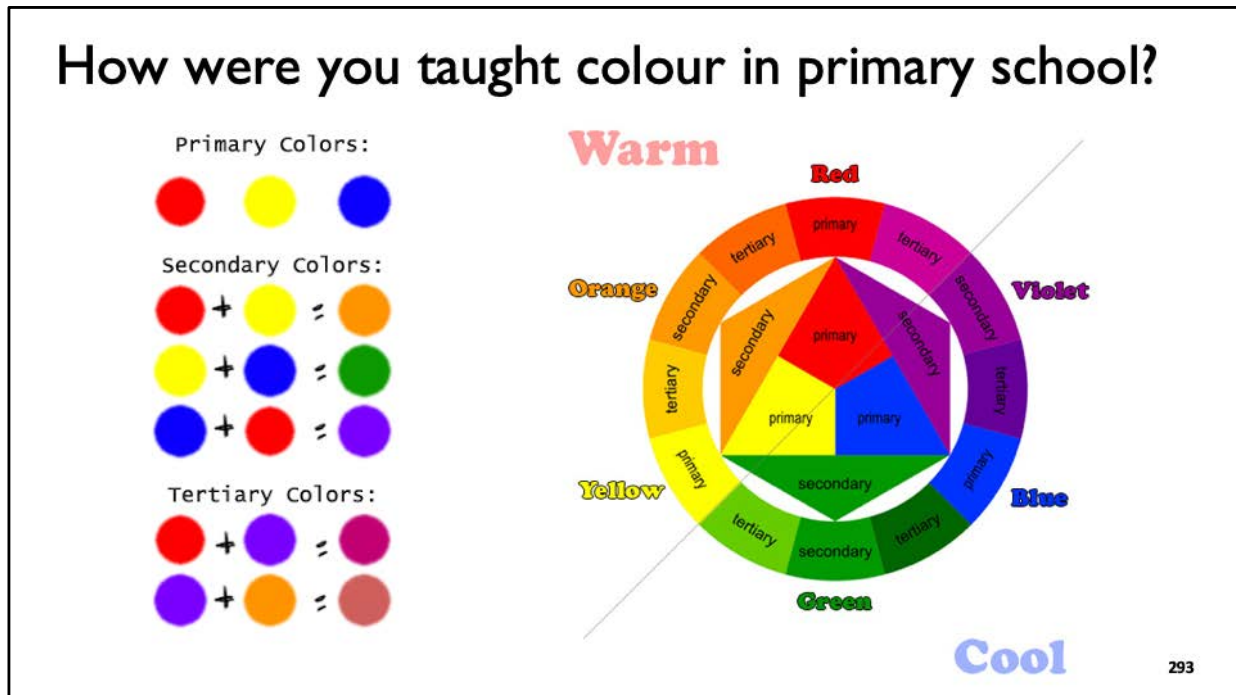 How were you taught colour in primary school?
Primary Colors:
Secondary Colors:
+ =
+ =
+ =
Tertiary Colors:
+ =
+ =
Warm
Red
Orange
Violet
Yellow
Blue
Green
primary
tertiary
secondary
tertiary
primary
tertiary
secondary
tertiary
primary
tertiary
secondary
tertiary
primary
secondary
secondary
primary
primary
secondary
Cool
293